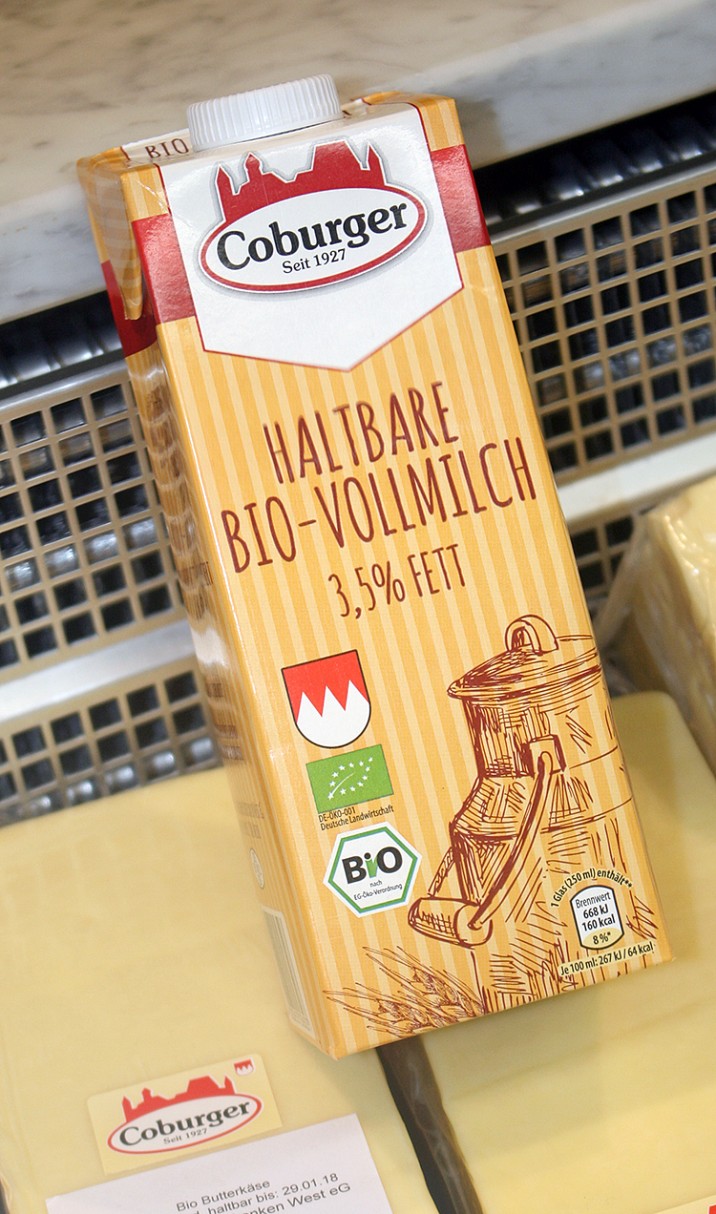 BIO
Coburger
Seit 1927
HALTBARE
BIO-VOLLMILCH
3,5% FETT
DE-ÖKO-001
Deutsche Landwirtschaft
BiO
nach
EG-Öko-Verordnung
1 Glas (250 ml) enthält**
Brennwert
668 kJ
160 kcal
8 %*
Je 100 ml: 267 kJ / 64 kcal
Coburger
Seit 1927
Bio Butterkäse
haltbar bis: 29.01.18
West eG